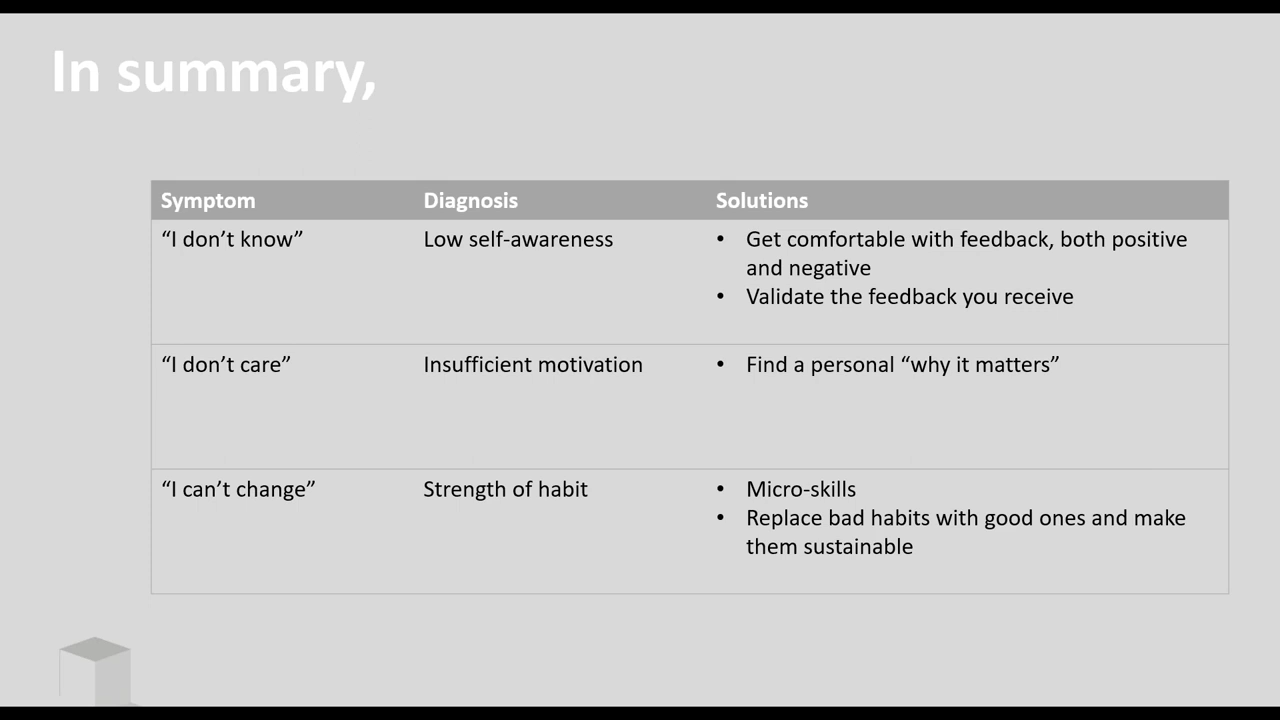 In summary,
Symptom Diagnosis Solutions
“I don’t know” Low self-awareness • Get comfortable with feedback, both positive
and negative
• Validate the feedback you receive
“I don’t care” Insufficient motivation • Find a personal “why it matters”
“I can’t change” Strength of habit • Micro-skills
• Replace bad habits with good ones and make
them sustainable